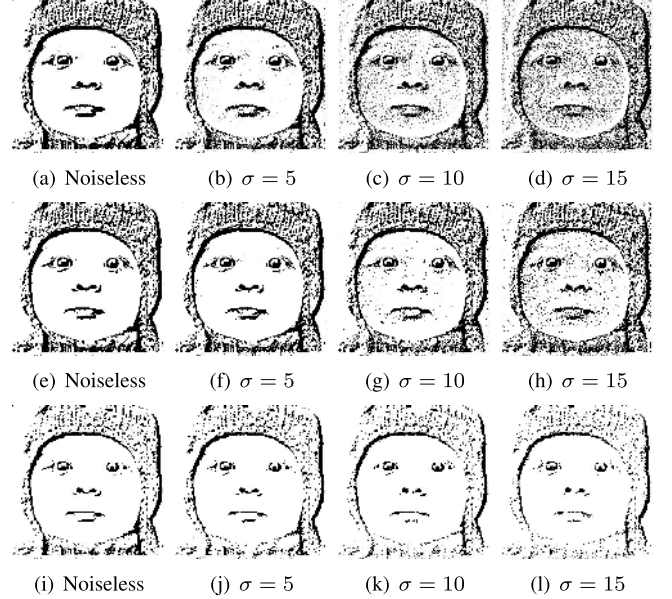 (a) Noiseless (b) σ = 5 (c) σ = 10 (d) σ = 15
(e) Noiseless (f) σ = 5 (g) σ = 10 (h) σ = 15
(i) Noiseless (j) σ = 5 (k) σ = 10 (l) σ = 15